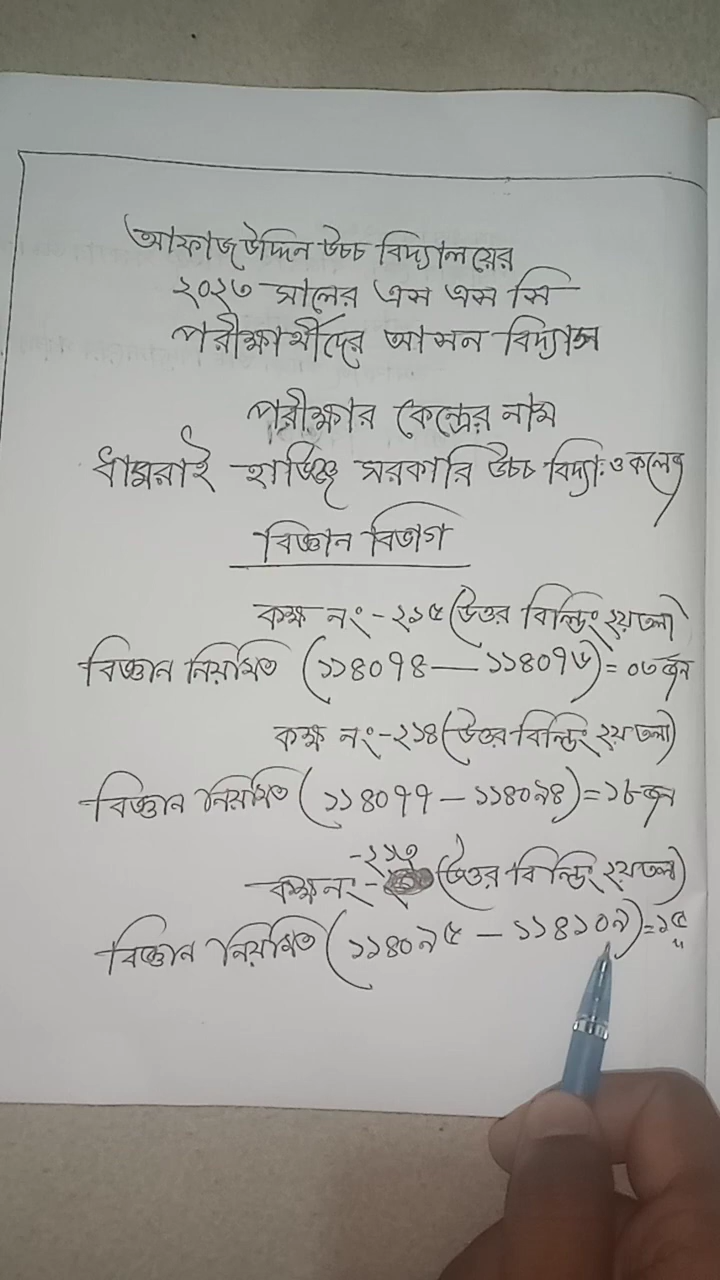 আফাজ উদ্দিন উচ্চ বিদ্যালয়ের
২০২৩ সালের এস এস সি
পরীক্ষার্থীদের আসন বিদ্যাস
পরীক্ষার কেন্দ্রের নাম
ধামরাই হার্ডিঞ্জ সরকারি উচ্চ বিদ্যাঃ ও কলেজ
বিজ্ঞান বিভাগ
কক্ষ নং-২১৫ (উত্তর বিল্ডিং ২য় তলা)
বিজ্ঞান নিয়মিত (১১৪০৭৪ — ১১৪০৭৬) = ০৩ জন
কক্ষ নং-২১৪ (উত্তর বিল্ডিং ২য় তলা)
বিজ্ঞান নিয়মিত (১১৪০৭৭ — ১১৪০৯৪) = ১৮ জন
কক্ষ নং -২১৩ (উত্তর বিল্ডিং ২য় তলা)
বিজ্ঞান নিয়মিত (১১৪০৯৫ — ১১৪১০৯) = ১৫ "